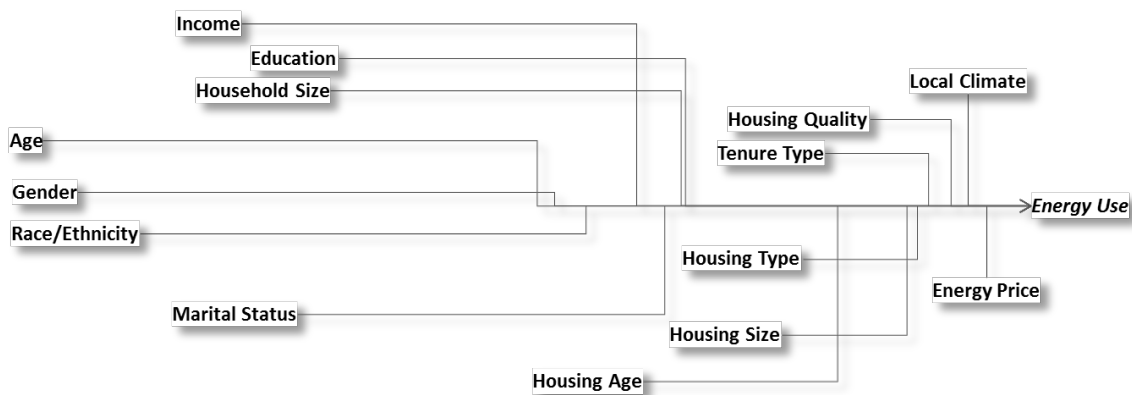 Income
Education
Household Size
Local Climate
Housing Quality
Tenure Type
Age
Gender
Energy Use
Race/Ethnicity
Housing Type
Energy Price
Marital Status
Housing Size
Housing Age